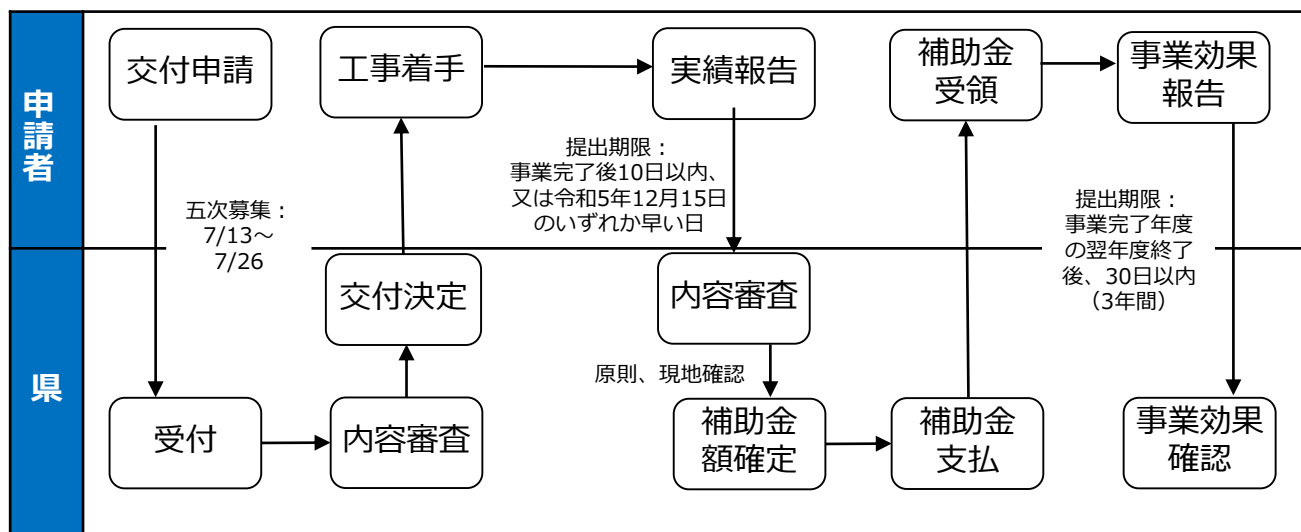 申請者
交付申請
工事着手
実績報告
補助金
受領
事業効果
報告
五次募集：
7/13～
7/26
提出期限：
事業完了後10日以内、
又は令和5年12月15日
のいずれか早い日
提出期限：
事業完了年度
の翌年度終了
後、30日以内
（3年間）
県
交付決定
内容審査
原則、現地確認
受付
内容審査
補助金
額確定
補助金
支払
事業効果
確認